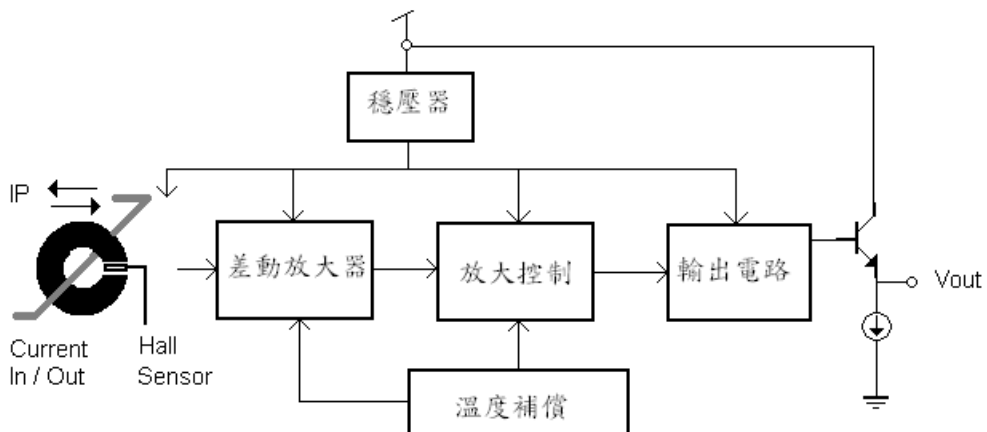 穩壓器
IP
差動放大器
放大控制
輸出電路
Vout
Current
In / Out
Hall
Sensor
溫度補償